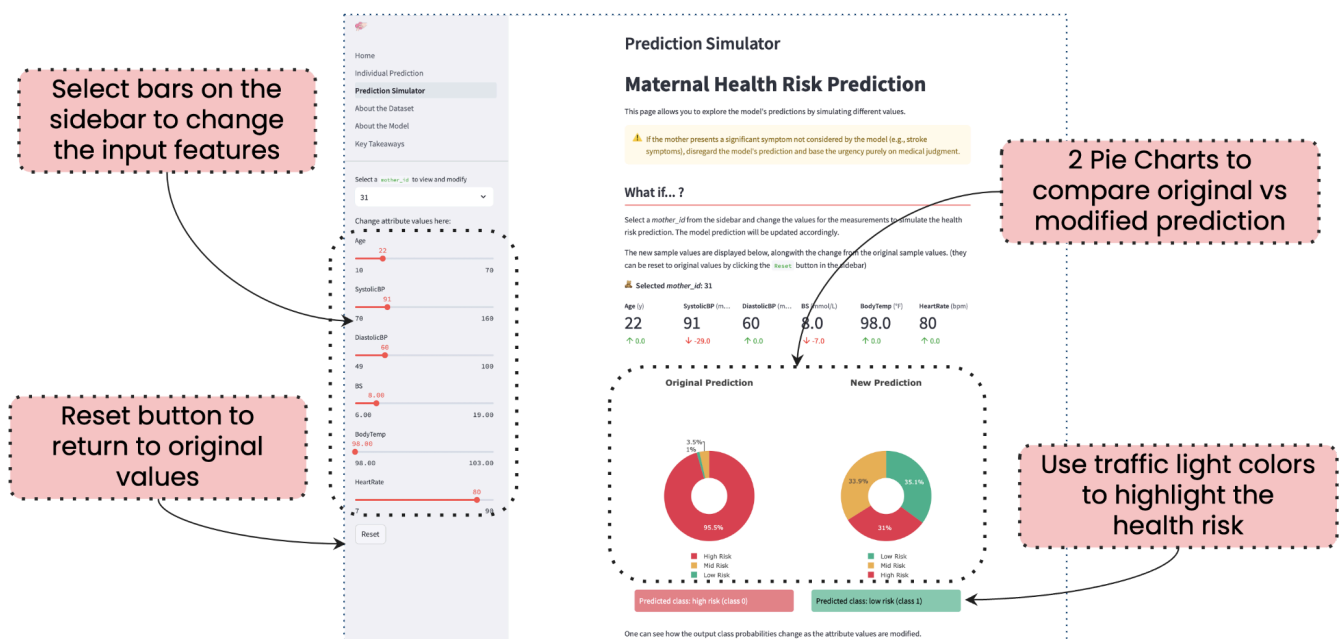 Select bars on the
sidebar to change
the input features
Reset button to
return to original
values
Home
Individual Prediction
Prediction Simulator
About the Dataset
About the Model
Key Takeaways
Select a mother_id to view and modify
31
Change attribute values here:
Age
22
10 70
SystolicBP
91
70 160
DiastolicBP
60
49 100
BS
8.00
6.00 19.00
BodyTemp
98.00
98.00 103.00
HeartRate
80
7 90
Reset
Prediction Simulator
Maternal Health Risk Prediction
This page allows you to explore the model's predictions by simulating different values.
If the mother presents a significant symptom not considered by the model (e.g., stroke
symptoms), disregard the model's prediction and base the urgency purely on medical judgment.
What if... ?
Select a mother_id from the sidebar and change the values for the measurements to simulate the health
risk prediction. The model prediction will be updated accordingly.
The new sample values are displayed below, alongwith the change from the original sample values. (they
can be reset to original values by clicking the Reset button in the sidebar)
Selected mother_id: 31
Age (y) SystolicBP (m... DiastolicBP (m... BS (mmol/L) BodyTemp (°F) HeartRate (bpm)
22 91 60 8.0 98.0 80
↑ 0.0 ↓ -29.0 ↑ 0.0 ↓ -7.0 ↑ 0.0 ↑ 0.0
Original Prediction New Prediction
3.5%
1%
95.5%
33.9% 35.1%
31%
High Risk
Mid Risk
Low Risk
Low Risk
Mid Risk
High Risk
Predicted class: high risk (class 0) Predicted class: low risk (class 1)
One can see how the output class probabilities change as the attribute values are modified.
2 Pie Charts to
compare original vs
modified prediction
Use traffic light colors
to highlight the
health risk